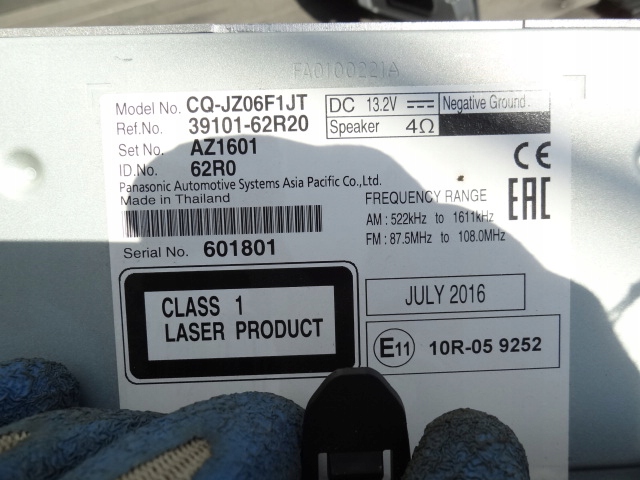 FA0100221A
Model No. CQ-JZ06F1JT
DC 13.2V
Negative Ground
Ref.No. 39101-62R20
Speaker 4Ω
Set No. AZ1601
ID.No. 62R0
CE
Panasonic Automotive Systems Asia Pacific Co.,Ltd.
Made in Thailand
EAC
FREQUENCY RANGE
AM : 522kHz to 1611kHz
FM : 87.5MHz to 108.0MHz
Serial No. 601801
CLASS 1
LASER PRODUCT
JULY 2016
E11 10R-05 9252